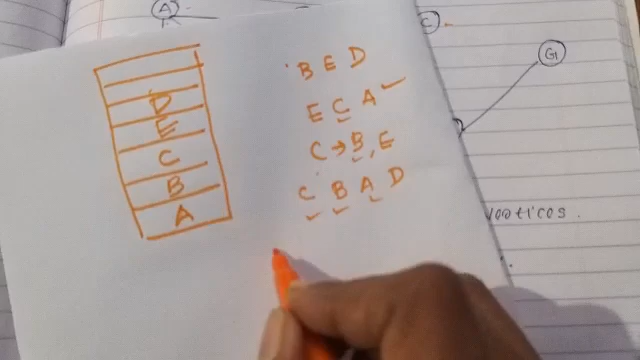 A
C
G
D
E
C
B
A
B E D
E C A ✓
C → B, E
C B A D
vertices.